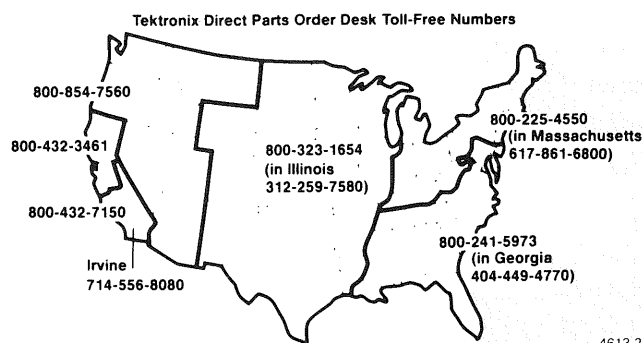 Tektronix Direct Parts Order Desk Toll-Free Numbers
800-854-7560
800-432-3461
800-432-7150
Irvine
714-556-8080
800-323-1654
(in Illinois
312-259-7580)
800-225-4550
(in Massachusetts
617-861-6800)
800-241-5973
(in Georgia
404-449-4770)